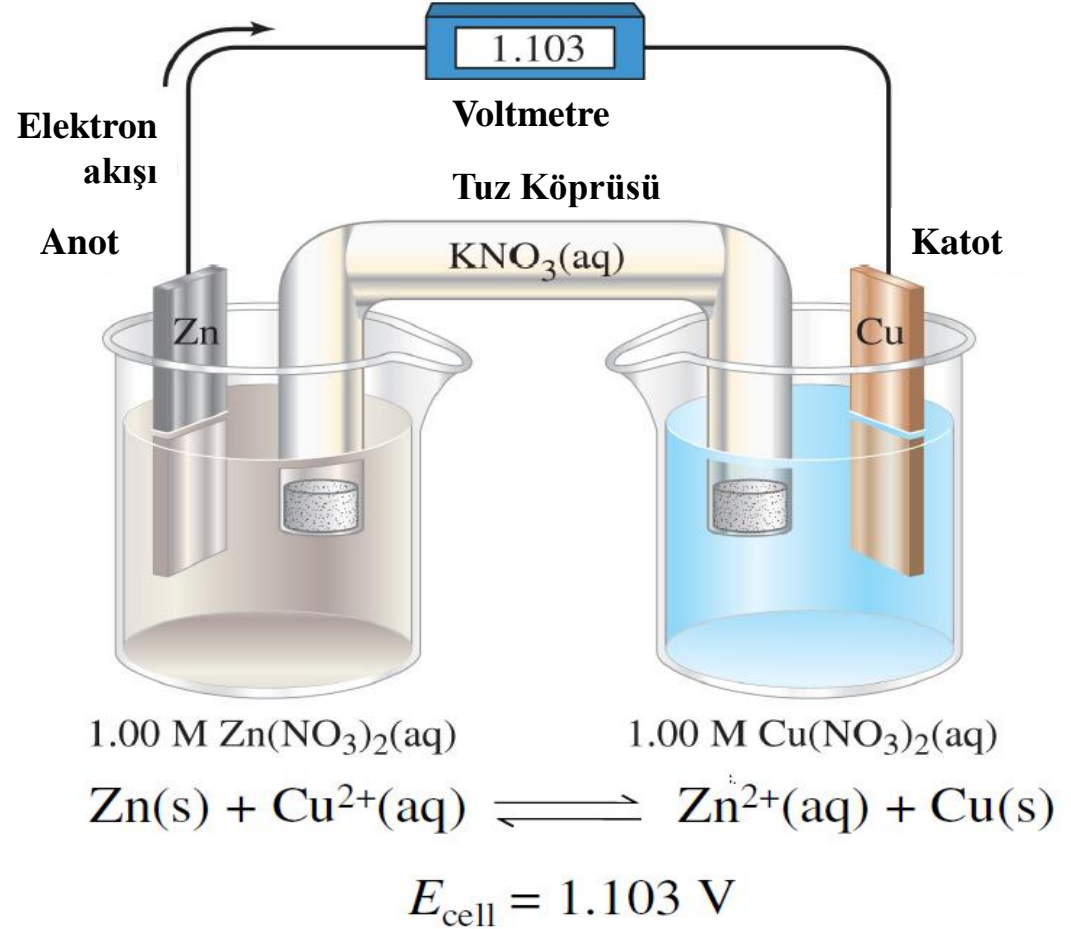 1.103
Voltmetre
Elektron
akışı
Tuz Köprüsü
Anot
Katot
KNO₃(aq)
Zn
Cu
1.00 M Zn(NO₃)₂(aq)
1.00 M Cu(NO₃)₂(aq)
Zn(s) + Cu²⁺(aq) ⇌ Zn²⁺(aq) + Cu(s)
E_cell = 1.103 V